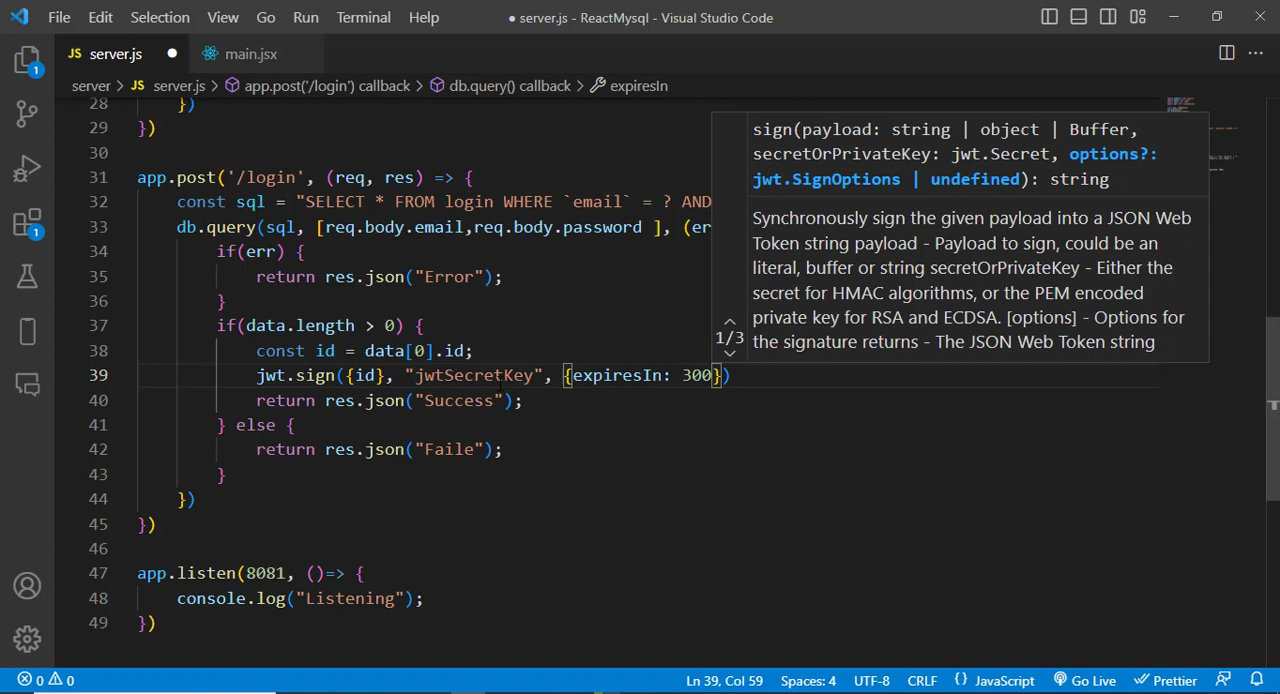 File Edit Selection View Go Run Terminal Help ● server.js - ReactMysql - Visual Studio Code
JS server.js ● main.jsx
server > JS server.js > app.post('/login') callback > db.query() callback > expiresIn
28 })
29 })
30
31 app.post('/login', (req, res) => {
32 const sql = "SELECT * FROM login WHERE `email` = ? AND
33 db.query(sql, [req.body.email,req.body.password ], (er
34 if(err) {
35 return res.json("Error");
36 }
37 if(data.length > 0) {
38 const id = data[0].id;
39 jwt.sign({id}, "jwtSecretKey", {expiresIn: 300})
40 return res.json("Success");
41 } else {
42 return res.json("Faile");
43 }
44 })
45 })
46
47 app.listen(8081, ()=> {
48 console.log("Listening");
49 })
1/3
sign(payload: string | object | Buffer,
secretOrPrivateKey: jwt.Secret, options?:
jwt.SignOptions | undefined): string
Synchronously sign the given payload into a JSON Web
Token string payload - Payload to sign, could be an
literal, buffer or string secretOrPrivateKey - Either the
secret for HMAC algorithms, or the PEM encoded
private key for RSA and ECDSA. [options] - Options for
the signature returns - The JSON Web Token string
1
1
0 0 Ln 39, Col 59 Spaces: 4 UTF-8 CRLF {} JavaScript Go Live Prettier